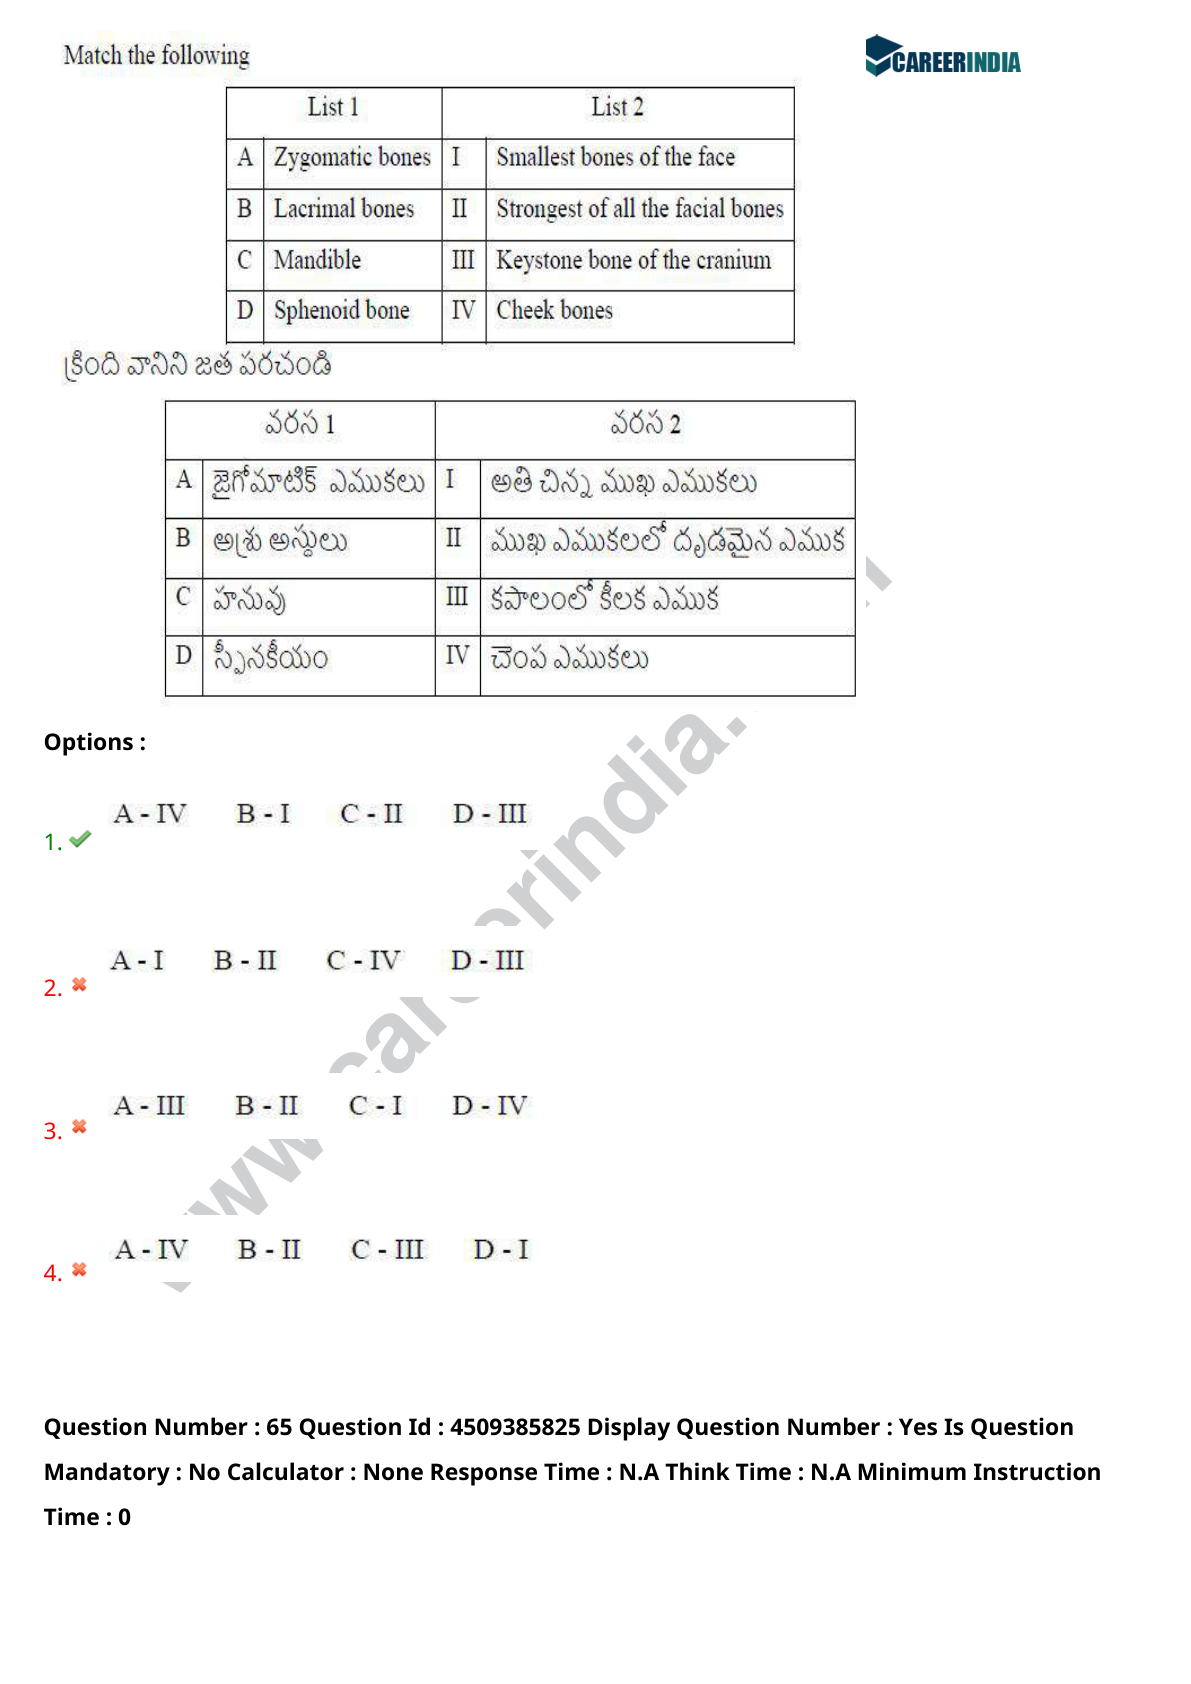 Match the following
CAREERINDIA
List 1 List 2
A Zygomatic bones I Smallest bones of the face
B Lacrimal bones II Strongest of all the facial bones
C Mandible III Keystone bone of the cranium
D Sphenoid bone IV Cheek bones
క్రింది వానిని జత పరచండి
వరస 1 వరస 2
A జైగోమాటిక్ ఎముకలు I అతి చిన్న ముఖ ఎముకలు
B అశ్రు అస్థులు II ముఖ ఎముకలలో దృడమైన ఎముక
C హనువు III కపాలంలో కీలక ఎముక
D స్ఫీనకీయం IV చెంప ఎముకలు
Options :
A - IV B - I C - II D - III
1.
A - I B - II C - IV D - III
2.
A - III B - II C - I D - IV
3.
A - IV B - II C - III D - I
4.
Question Number : 65 Question Id : 4509385825 Display Question Number : Yes Is Question
Mandatory : No Calculator : None Response Time : N.A Think Time : N.A Minimum Instruction
Time : 0